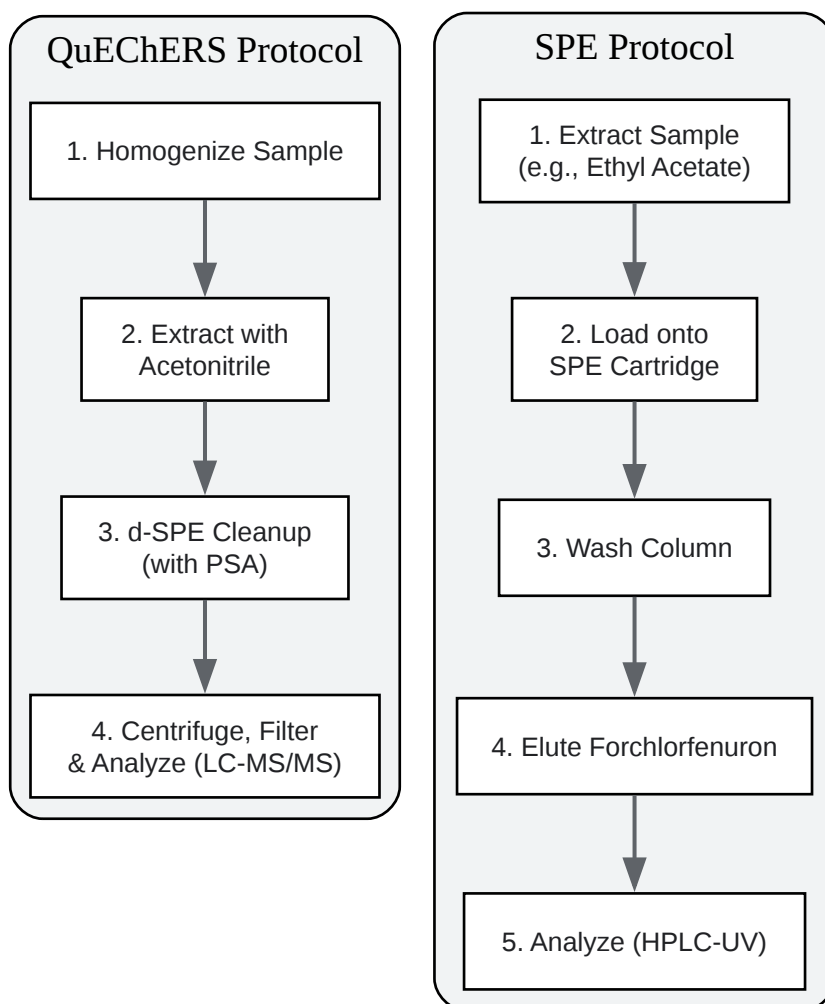 QuEChERS Protocol
1. Homogenize Sample
2. Extract with
Acetonitrile
3. d-SPE Cleanup
(with PSA)
4. Centrifuge, Filter
& Analyze (LC-MS/MS)
SPE Protocol
1. Extract Sample
(e.g., Ethyl Acetate)
2. Load onto
SPE Cartridge
3. Wash Column
4. Elute Forchlorfenuron
5. Analyze (HPLC-UV)